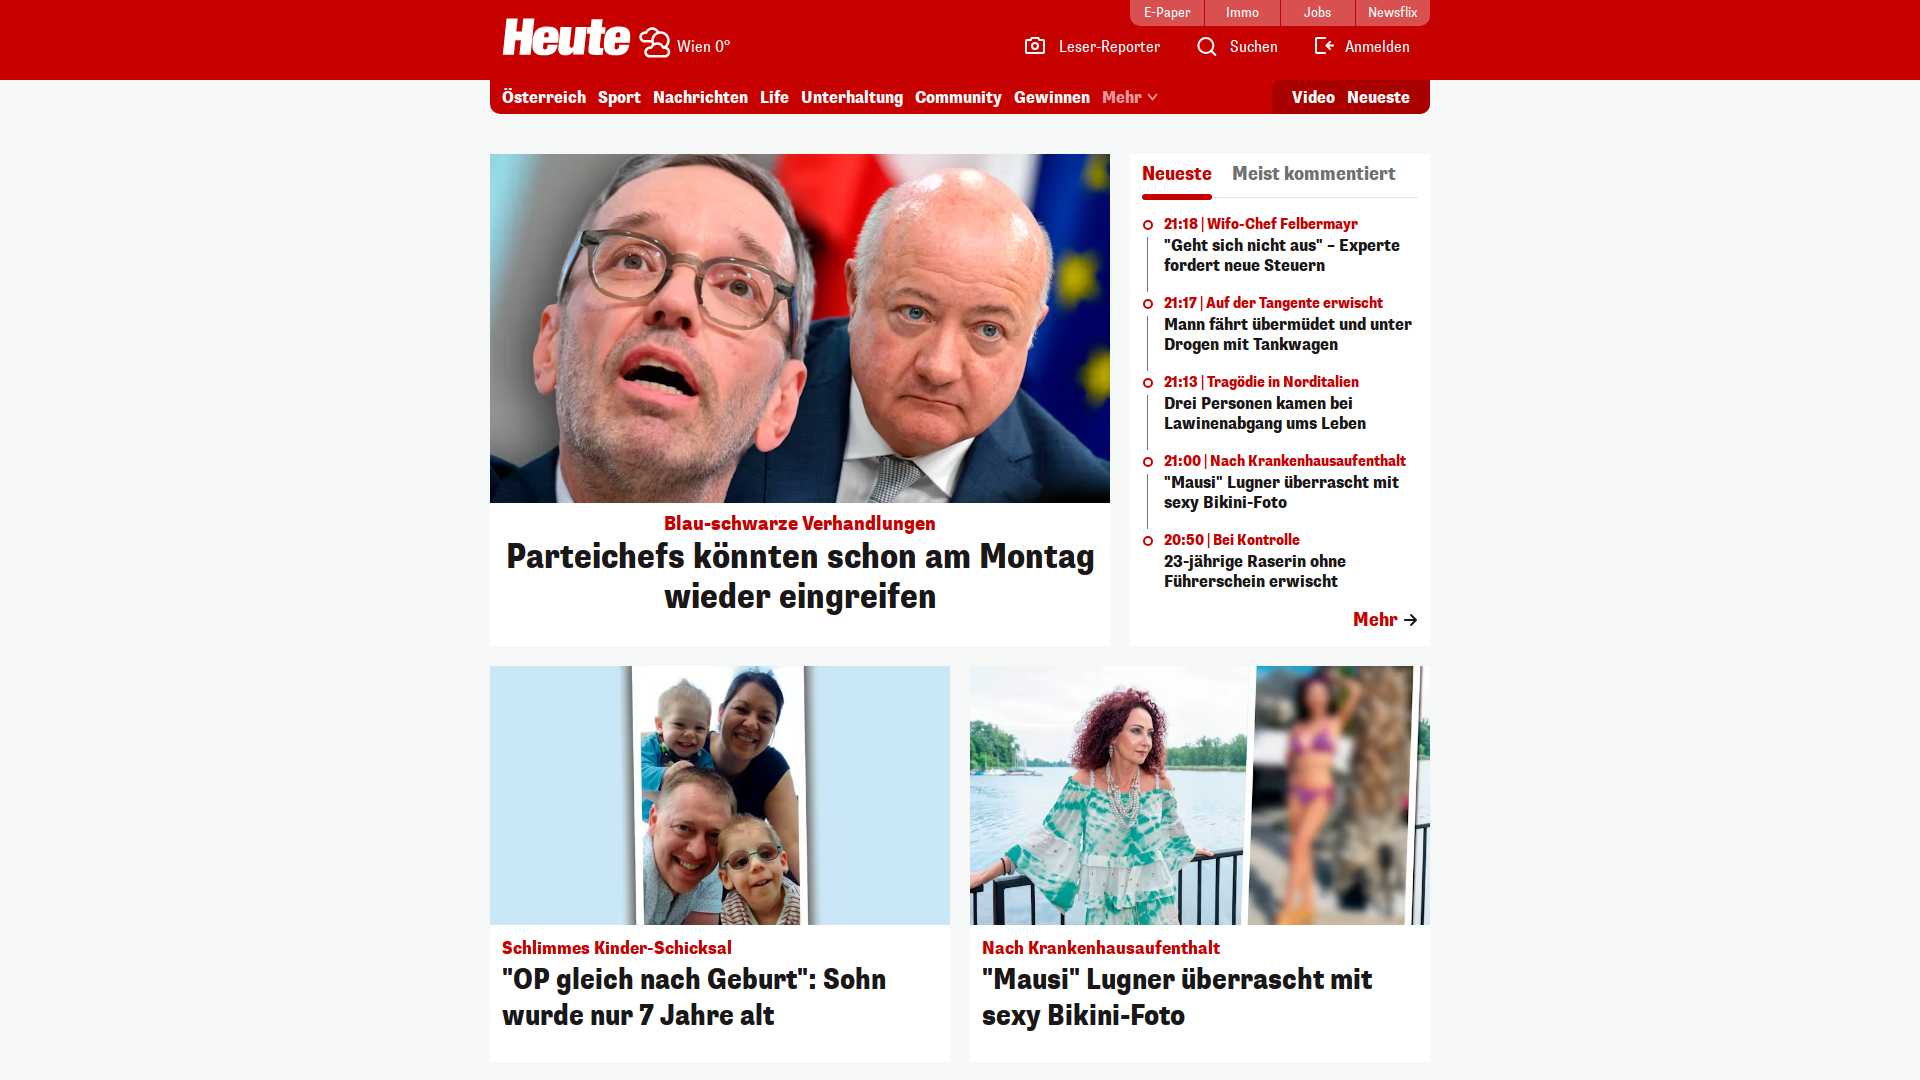 E-Paper
Immo
Jobs
Newsflix
Heute
Wien 0°
Leser-Reporter
Suchen
Anmelden
Österreich
Sport
Nachrichten
Life
Unterhaltung
Community
Gewinnen
Mehr
Video
Neueste
Blau-schwarze Verhandlungen
Parteichefs könnten schon am Montag
wieder eingreifen
Neueste
Meist kommentiert
21:18 | Wifo-Chef Felbermayr
"Geht sich nicht aus" – Experte
fordert neue Steuern
21:17 | Auf der Tangente erwischt
Mann fährt übermüdet und unter
Drogen mit Tankwagen
21:13 | Tragödie in Norditalien
Drei Personen kamen bei
Lawinenabgang ums Leben
21:00 | Nach Krankenhausaufenthalt
"Mausi" Lugner überrascht mit
sexy Bikini-Foto
20:50 | Bei Kontrolle
23-jährige Raserin ohne
Führerschein erwischt
Mehr
Schlimmes Kinder-Schicksal
"OP gleich nach Geburt": Sohn
wurde nur 7 Jahre alt
Nach Krankenhausaufenthalt
"Mausi" Lugner überrascht mit
sexy Bikini-Foto